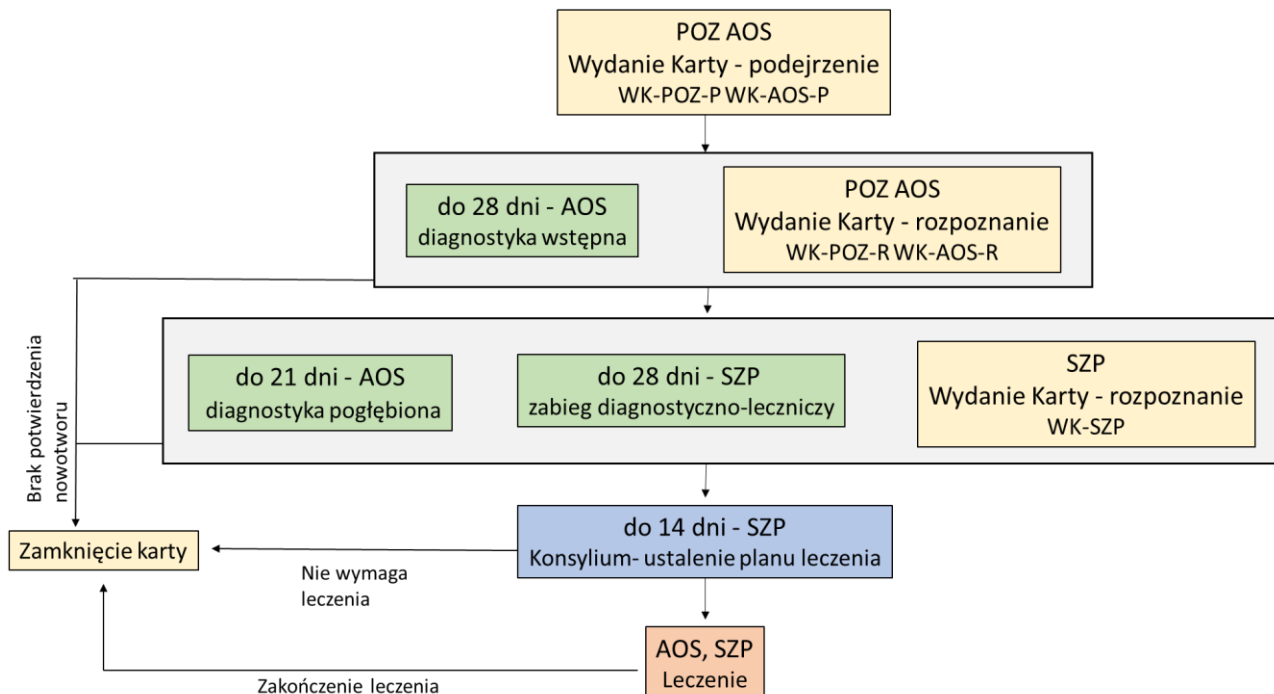 POZ AOS
Wydanie Karty - podejrzenie
WK-POZ-P WK-AOS-P
do 28 dni - AOS
diagnostyka wstępna
POZ AOS
Wydanie Karty - rozpoznanie
WK-POZ-R WK-AOS-R
Brak potwierdzenia
nowotworu
do 21 dni - AOS
diagnostyka pogłębiona
do 28 dni - SZP
zabieg diagnostyczno-leczniczy
SZP
Wydanie Karty - rozpoznanie
WK-SZP
do 14 dni - SZP
Konsylium- ustalenie planu leczenia
Zamknięcie karty
Nie wymaga
leczenia
AOS, SZP
Leczenie
Zakończenie leczenia